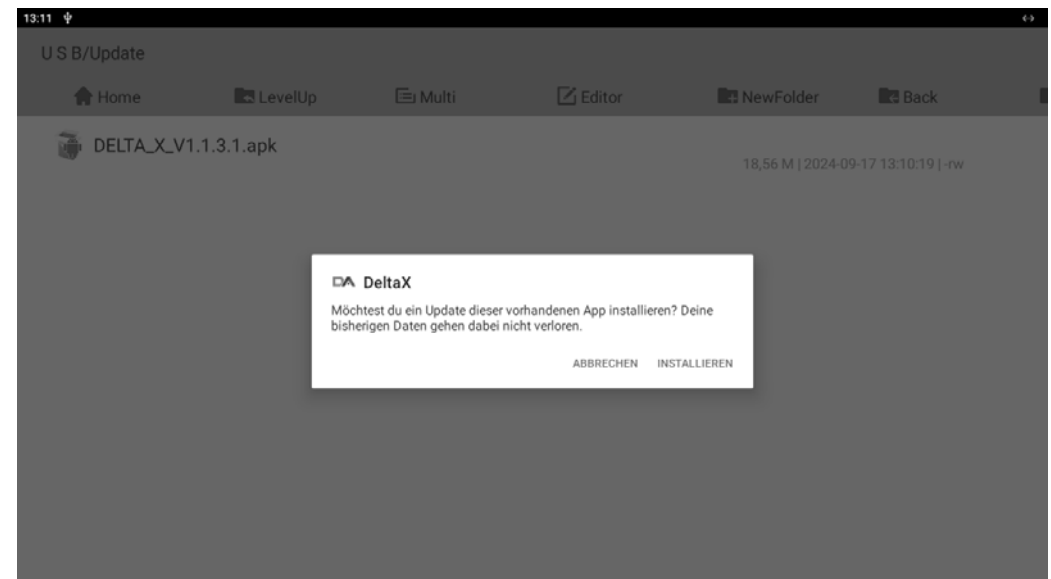 13:11
U S B/Update
Home LevelUp Multi Editor NewFolder Back
DELTA_X_V1.1.3.1.apk
18,56 M | 2024-09-17 13:10:19 | -rw
DA DeltaX
Möchtest du ein Update dieser vorhandenen App installieren? Deine
bisherigen Daten gehen dabei nicht verloren.
ABBRECHEN INSTALLIEREN